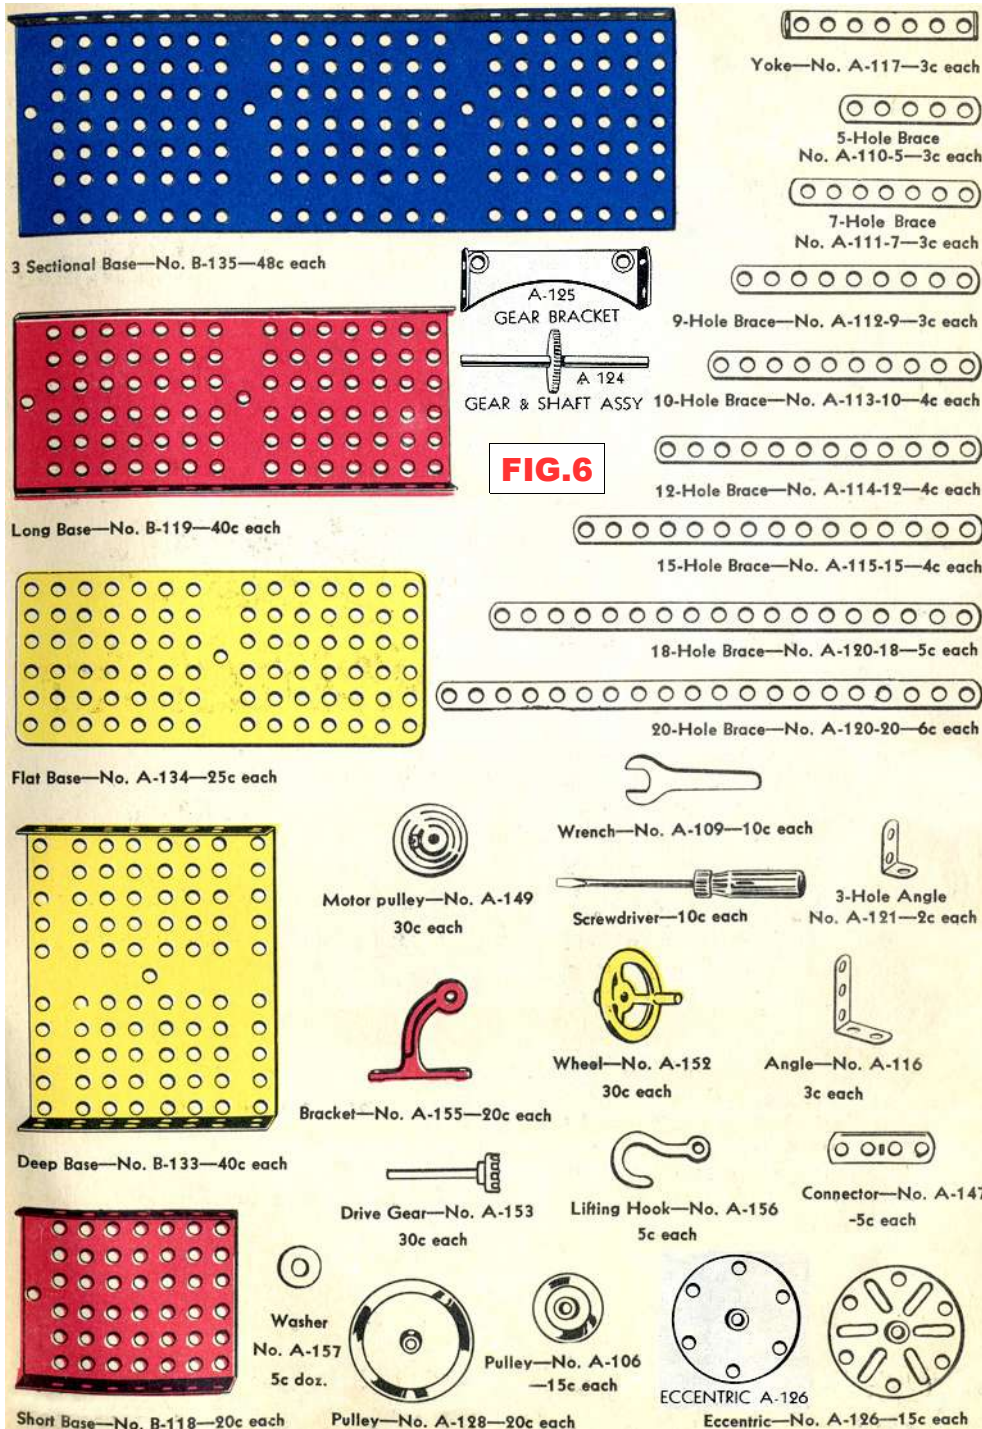 Yoke—No. A-117—3c each
5-Hole Brace
No. A-110-5—3c each
7-Hole Brace
No. A-111-7—3c each
3 Sectional Base—No. B-135—48c each
A-125
GEAR BRACKET
9-Hole Brace—No. A-112-9—3c each
A 124
GEAR & SHAFT ASSY
10-Hole Brace—No. A-113-10—4c each
FIG.6
12-Hole Brace—No. A-114-12—4c each
Long Base—No. B-119—40c each
15-Hole Brace—No. A-115-15—4c each
18-Hole Brace—No. A-120-18—5c each
20-Hole Brace—No. A-120-20—6c each
Flat Base—No. A-134—25c each
Wrench—No. A-109—10c each
Motor pulley—No. A-149
30c each
Screwdriver—10c each
3-Hole Angle
No. A-121—2c each
Wheel—No. A-152
30c each
Angle—No. A-116
3c each
Bracket—No. A-155—20c each
Deep Base—No. B-133—40c each
Drive Gear—No. A-153
30c each
Lifting Hook—No. A-156
5c each
Connector—No. A-147
-5c each
Washer
No. A-157
5c doz.
Pulley—No. A-106
—15c each
ECCENTRIC A-126
Short Base—No. B-118—20c each
Pulley—No. A-128—20c each
Eccentric—No. A-126—15c each